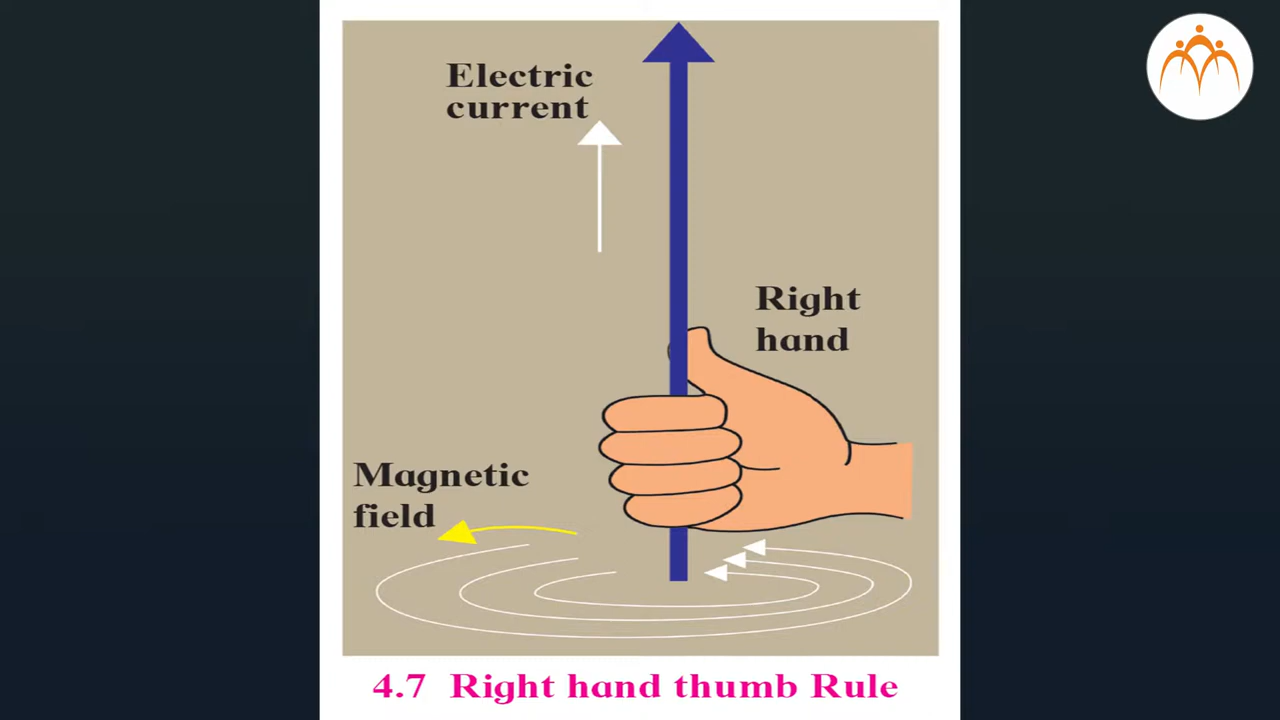 Electric
current
Right
hand
Magnetic
field
4.7 Right hand thumb Rule